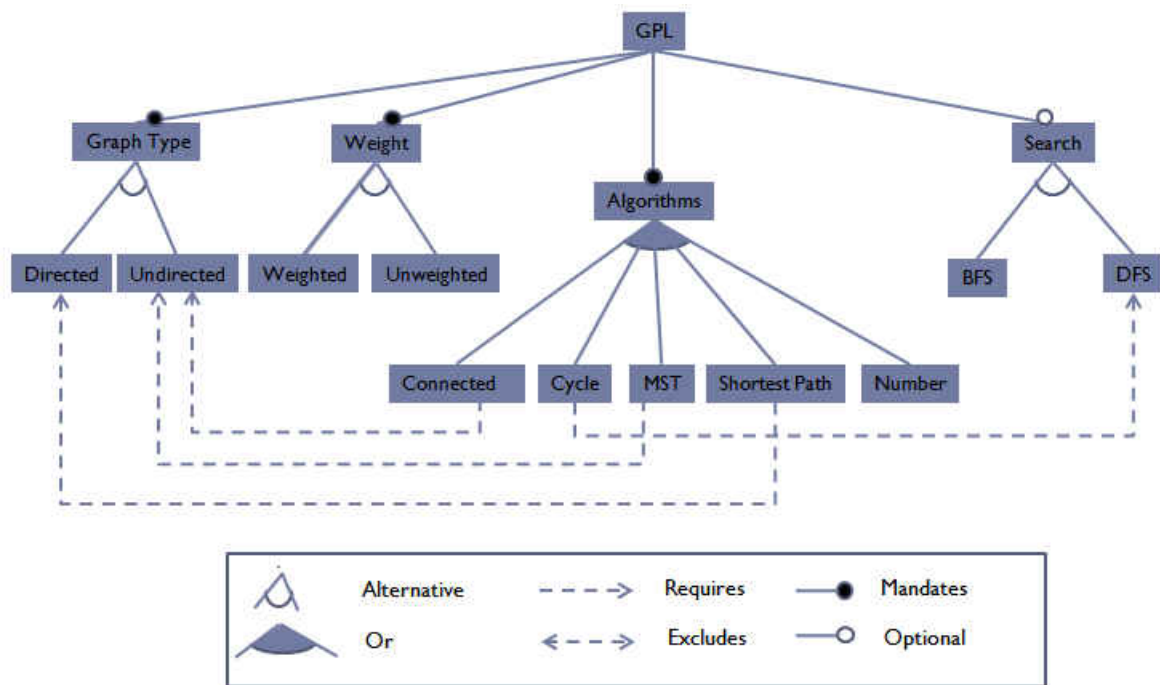 GPL
Graph Type
Weight
Search
Algorithms
Directed
Undirected
Weighted
Unweighted
BFS
DFS
Connected
Cycle
MST
Shortest Path
Number
Alternative
Requires
Mandates
Or
Excludes
Optional